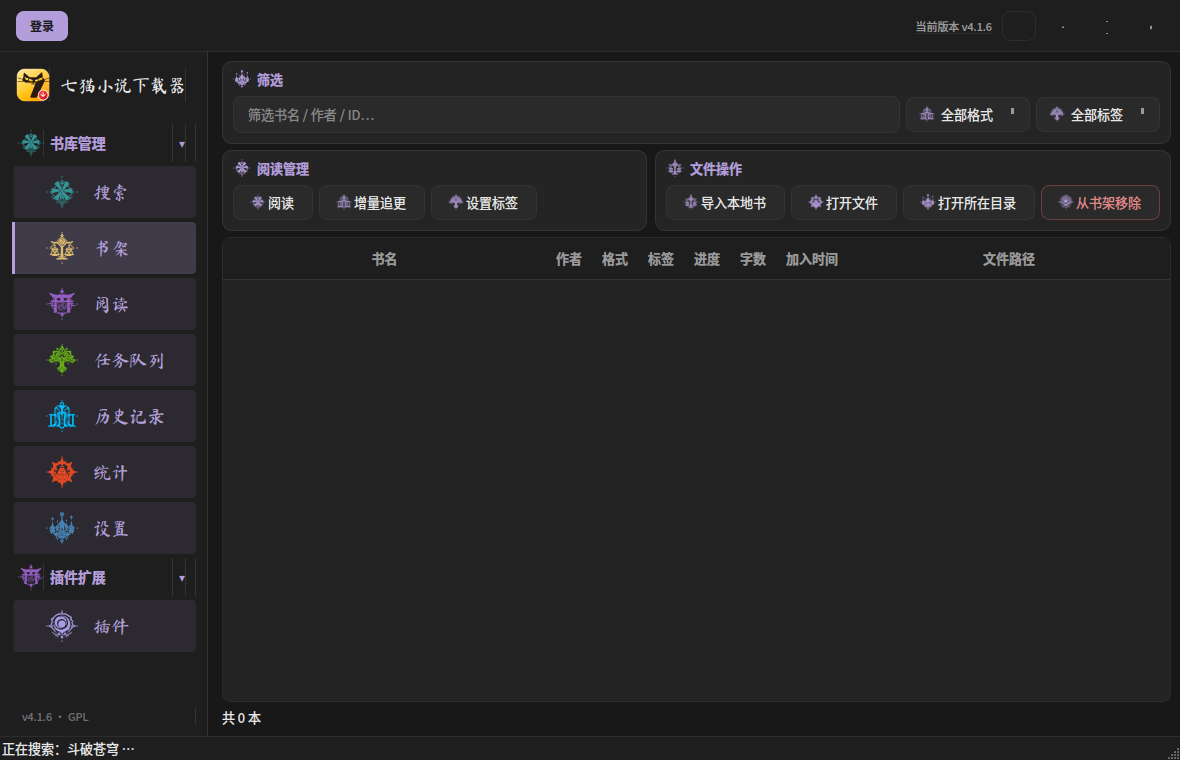 登录
当前版本 v4.1.6
七猫小说下载器
书库管理
搜索
书架
阅读
任务队列
历史记录
统计
设置
插件扩展
插件
v4.1.6 • GPL
筛选
筛选书名 / 作者 / ID…
全部格式
全部标签
阅读管理
阅读 增量追更 设置标签
文件操作
导入本地书 打开文件 打开所在目录 从书架移除
书名 作者 格式 标签 进度 字数 加入时间 文件路径
共 0 本
正在搜索：斗破苍穹 …